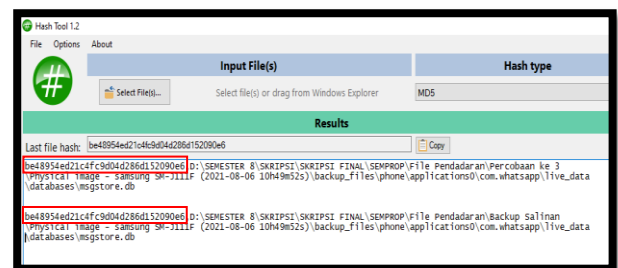 Hash Tool 1.2
File Options About
Input File(s)
Hash type
#
Select File(s)...
Select file(s) or drag from Windows Explorer
MD5
Results
Last file hash: be48954ed21c4fc9d04d286d152090e6
Copy
be48954ed21c4fc9d04d286d152090e6 D:\SEMESTER 8\SKRIPSI\SKRIPSI FINAL\SEMPROP\File Pendadaran\Percobaan ke 3
\Physical image - samsung SM-J111F (2021-08-06 10h49m52s)\backup_files\phone\applications0\com.whatsapp\live_data
\databases\msgstore.db
be48954ed21c4fc9d04d286d152090e6 D:\SEMESTER 8\SKRIPSI\SKRIPSI FINAL\SEMPROP\File Pendadaran\Backup Salinan
\Physical image - samsung SM-J111F (2021-08-06 10h49m52s)\backup_files\phone\applications0\com.whatsapp\live_data
\databases\msgstore.db